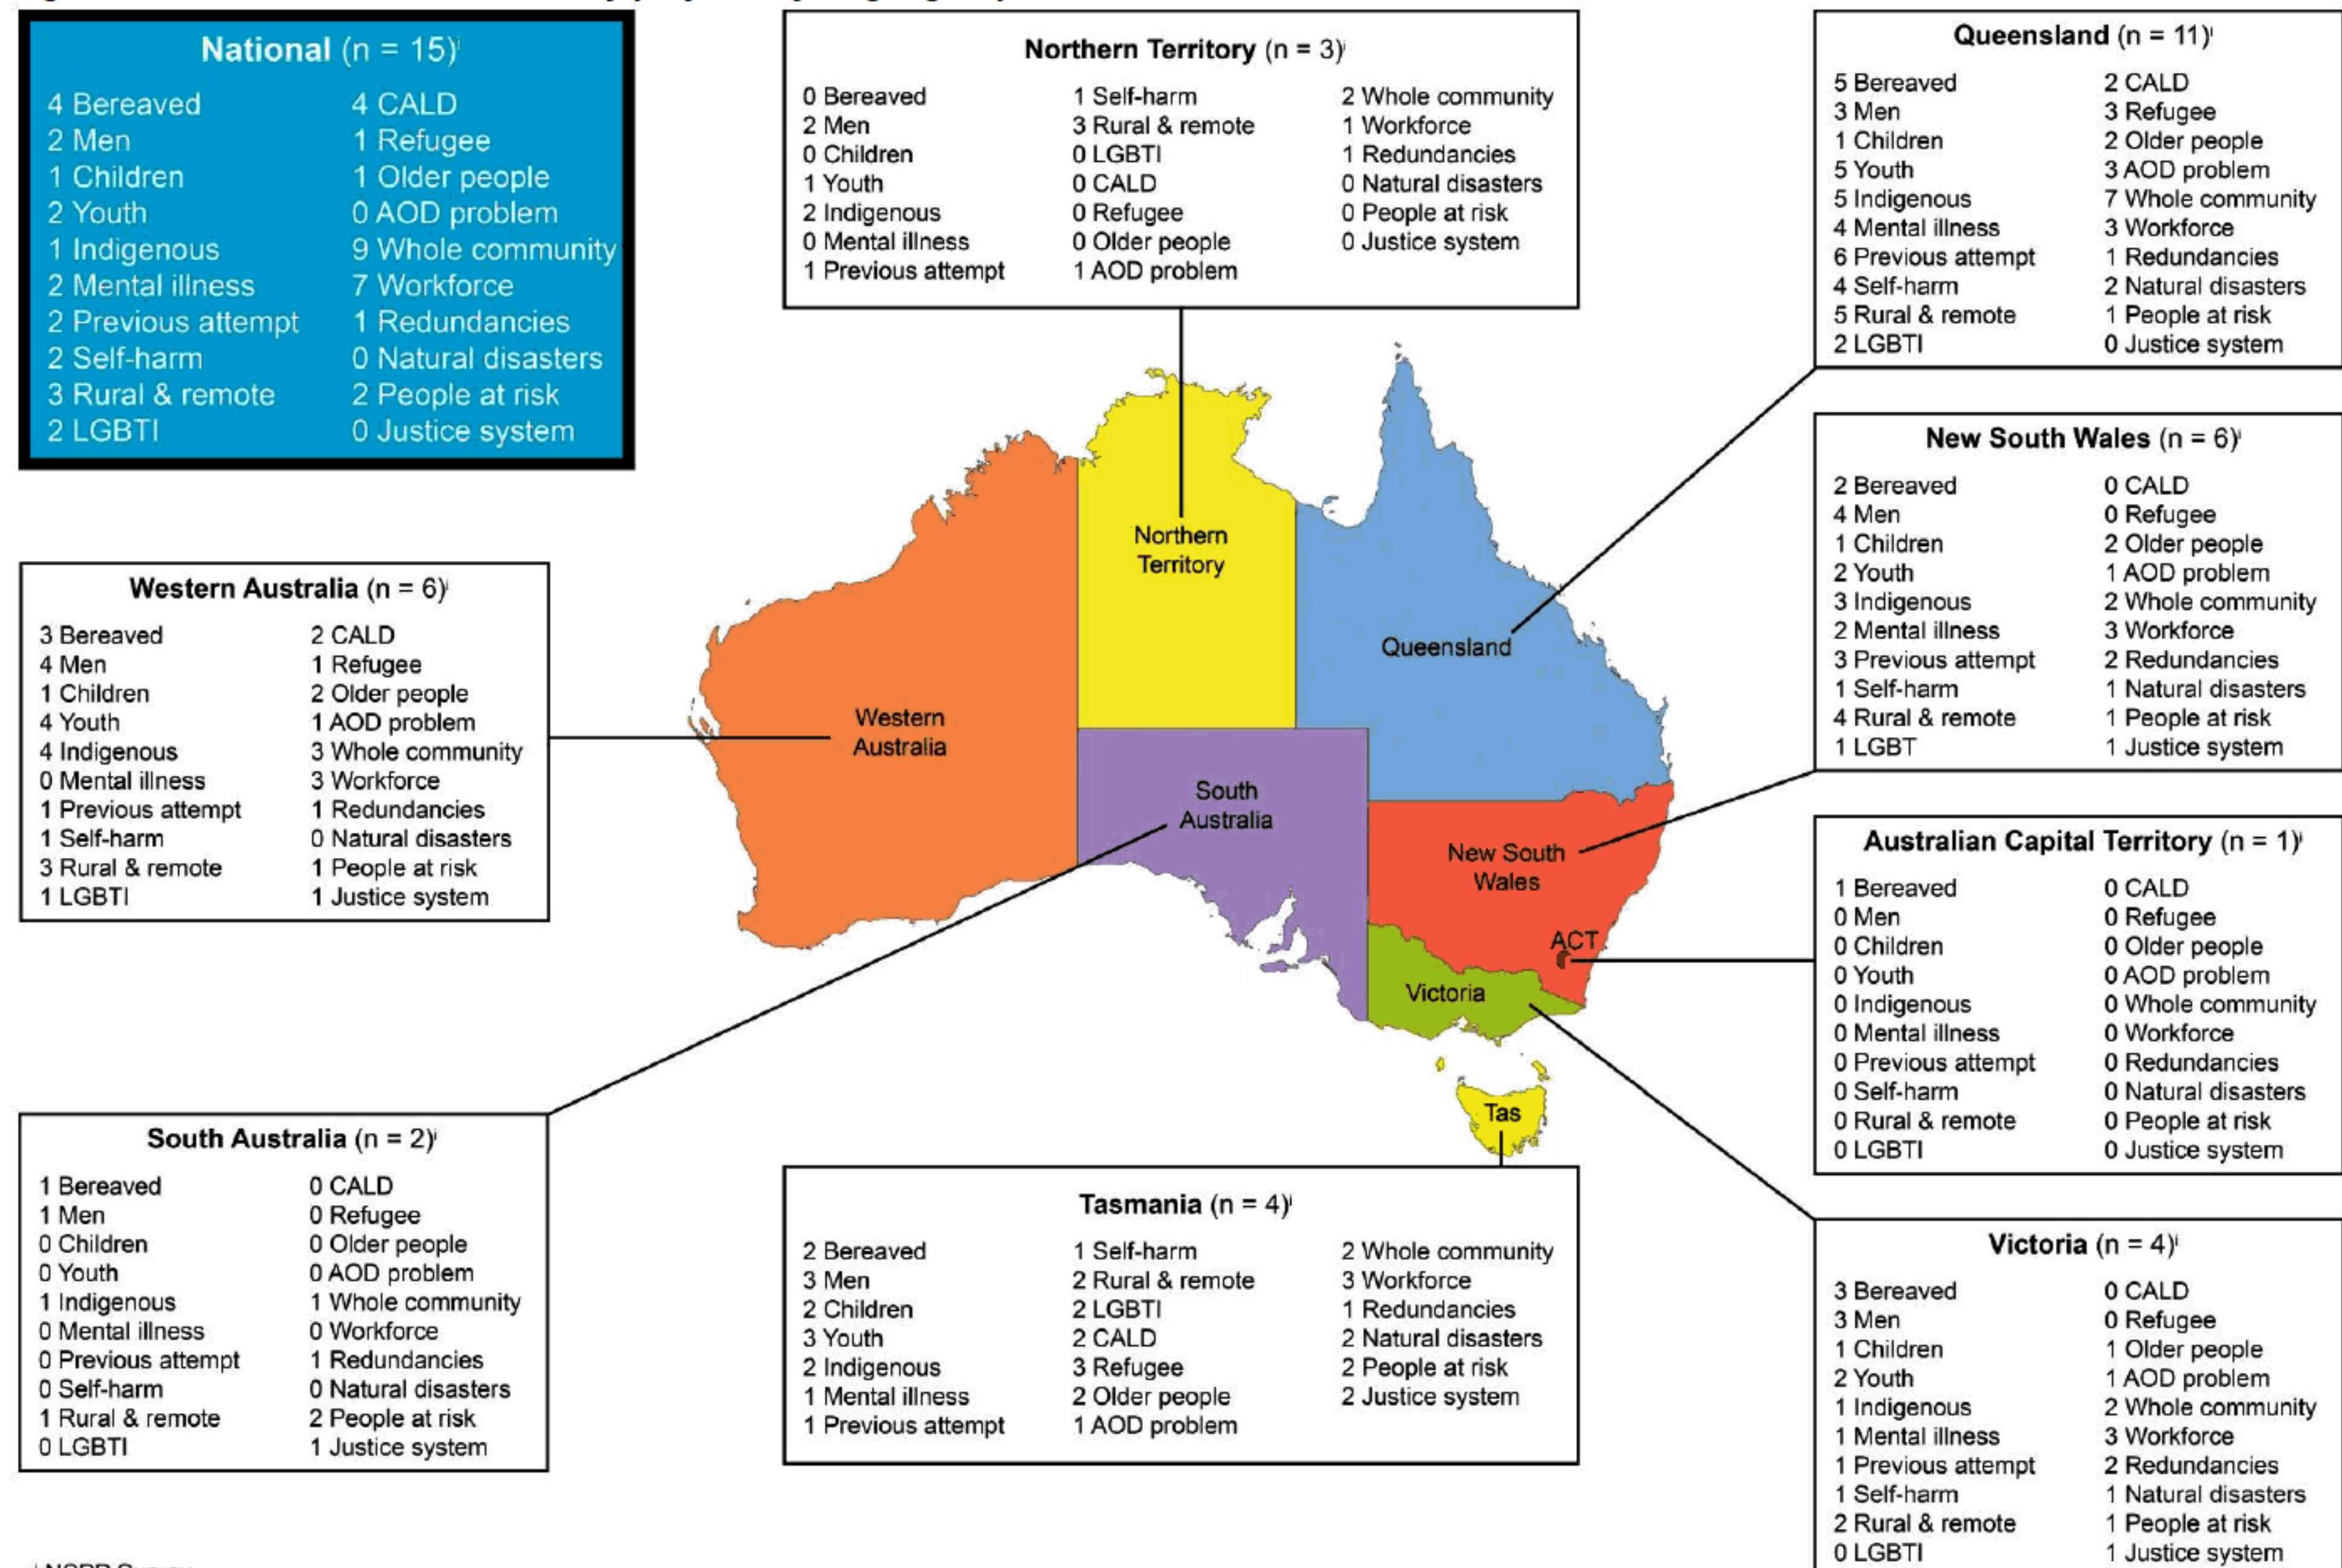 National (n = 15)ⁱ
4 Bereaved
2 Men
1 Children
2 Youth
1 Indigenous
2 Mental illness
2 Previous attempt
2 Self-harm
3 Rural & remote
2 LGBTI
4 CALD
1 Refugee
1 Older people
0 AOD problem
9 Whole community
7 Workforce
1 Redundancies
0 Natural disasters
2 People at risk
0 Justice system
Northern Territory (n = 3)ⁱ
0 Bereaved
2 Men
0 Children
1 Youth
2 Indigenous
0 Mental illness
1 Previous attempt
1 Self-harm
3 Rural & remote
0 LGBTI
0 CALD
0 Refugee
0 Older people
1 AOD problem
2 Whole community
1 Workforce
1 Redundancies
0 Natural disasters
0 People at risk
0 Justice system
Queensland (n = 11)ⁱ
5 Bereaved
3 Men
1 Children
5 Youth
5 Indigenous
4 Mental illness
6 Previous attempt
4 Self-harm
5 Rural & remote
2 LGBTI
2 CALD
3 Refugee
2 Older people
3 AOD problem
7 Whole community
3 Workforce
1 Redundancies
2 Natural disasters
1 People at risk
0 Justice system
New South Wales (n = 6)ⁱ
2 Bereaved
4 Men
1 Children
2 Youth
3 Indigenous
2 Mental illness
3 Previous attempt
1 Self-harm
4 Rural & remote
1 LGBT
0 CALD
0 Refugee
2 Older people
1 AOD problem
2 Whole community
3 Workforce
2 Redundancies
1 Natural disasters
1 People at risk
1 Justice system
Western Australia (n = 6)ⁱ
3 Bereaved
4 Men
1 Children
4 Youth
4 Indigenous
0 Mental illness
1 Previous attempt
1 Self-harm
3 Rural & remote
1 LGBTI
2 CALD
1 Refugee
2 Older people
1 AOD problem
3 Whole community
3 Workforce
1 Redundancies
0 Natural disasters
1 People at risk
1 Justice system
Northern
Territory
Queensland
Western
Australia
South
Australia
New South
Wales
ACT
Victoria
Tas
Australian Capital Territory (n = 1)ⁱ
1 Bereaved
0 Men
0 Children
0 Youth
0 Indigenous
0 Mental illness
0 Previous attempt
0 Self-harm
0 Rural & remote
0 LGBTI
0 CALD
0 Refugee
0 Older people
0 AOD problem
0 Whole community
0 Workforce
0 Redundancies
0 Natural disasters
0 People at risk
0 Justice system
South Australia (n = 2)ⁱ
1 Bereaved
1 Men
0 Children
0 Youth
1 Indigenous
0 Mental illness
0 Previous attempt
0 Self-harm
1 Rural & remote
0 LGBTI
0 CALD
0 Refugee
0 Older people
0 AOD problem
1 Whole community
0 Workforce
1 Redundancies
0 Natural disasters
2 People at risk
1 Justice system
Tasmania (n = 4)ⁱ
2 Bereaved
3 Men
2 Children
3 Youth
2 Indigenous
1 Mental illness
1 Previous attempt
1 Self-harm
2 Rural & remote
2 LGBTI
2 CALD
3 Refugee
2 Older people
1 AOD problem
2 Whole community
3 Workforce
1 Redundancies
2 Natural disasters
2 People at risk
2 Justice system
Victoria (n = 4)ⁱ
3 Bereaved
3 Men
1 Children
2 Youth
1 Indigenous
1 Mental illness
1 Previous attempt
1 Self-harm
2 Rural & remote
0 LGBTI
0 CALD
0 Refugee
1 Older people
1 AOD problem
2 Whole community
3 Workforce
2 Redundancies
1 Natural disasters
1 People at risk
1 Justice system